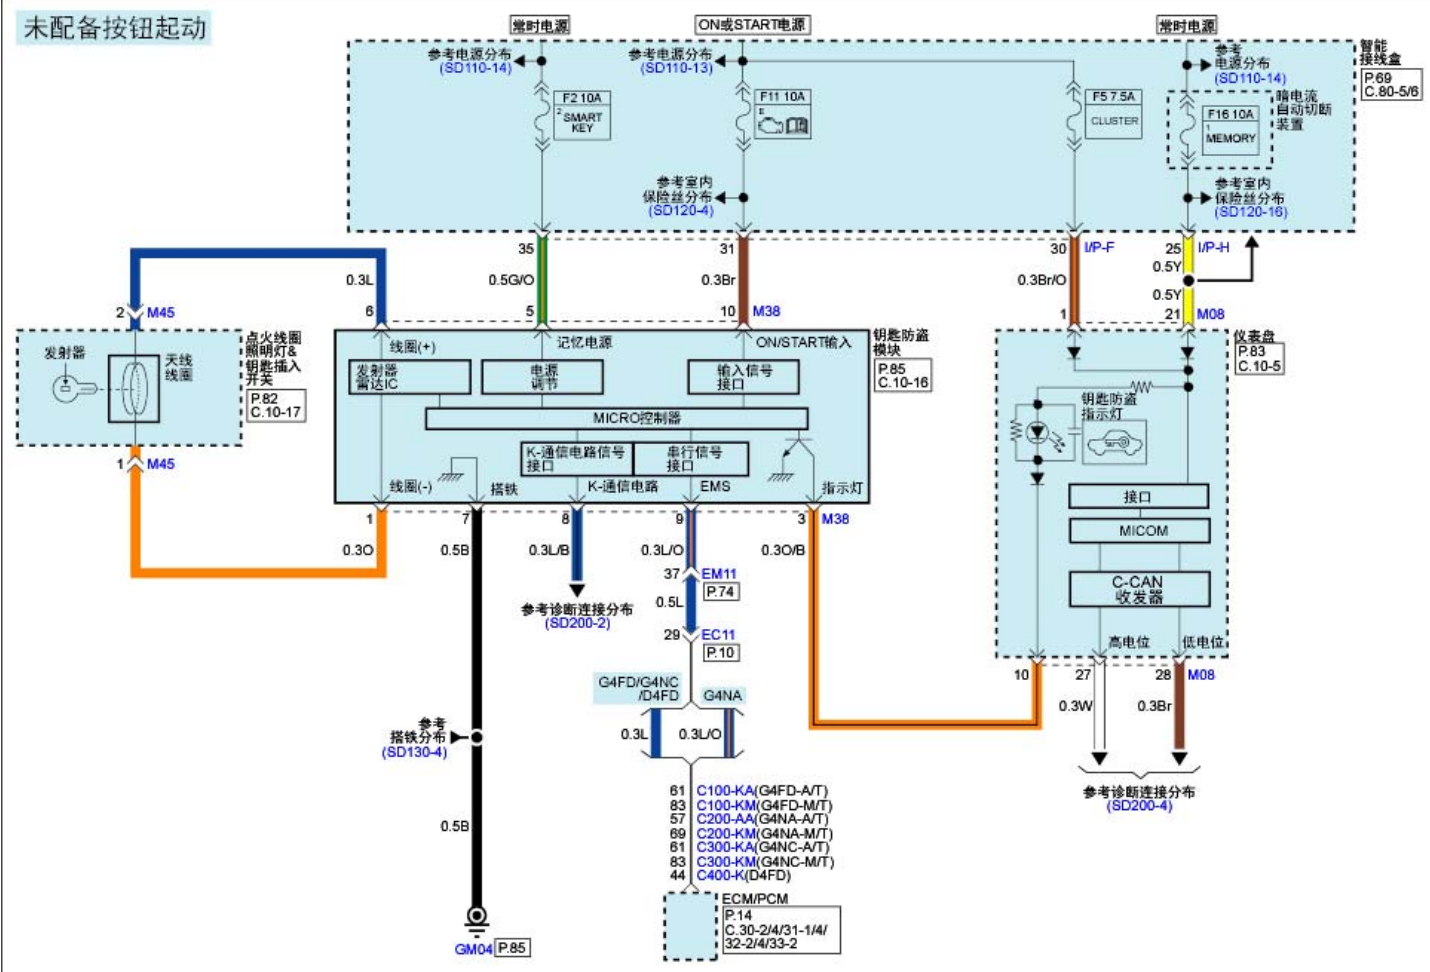 未配备按钮起动
常时电源
ON或START电源
常时电源
参考电源分布
(SD110-14)
参考电源分布
(SD110-13)
参考
电源分布
(SD110-14)
智能
接线盒
P.69
C.80-5/6
F2 10A
2 SMART
KEY
F11 10A
E
F5 7.5A
CLUSTER
F16 10A
1
MEMORY
暗电流
自动切断
装置
参考室内
保险丝分布
(SD120-4)
参考室内
保险丝分布
(SD120-16)
35
31
30
I/P-F
25
I/P-H
0.3L
0.5G/O
0.3Br
0.3Br/O
0.5Y
0.5Y
2
M45
6
5
10
M38
1
21
M08
点火线圈
照明灯&
钥匙插入
开关
P.82
C.10-17
发射器
天线
线圈
线圈(+)
记忆电源
ON/START输入
钥匙防盗
模块
P.85
C.10-16
发射器
雷达IC
电源
调节
输入信号
接口
MICRO控制器
K-通信电路信号
接口
串行信号
接口
线圈(-)
搭铁
K-通信电路
EMS
指示灯
仪表盘
P.83
C.10-5
钥匙防盗
指示灯
接口
MICOM
C-CAN
收发器
高电位
低电位
1
M45
1
7
8
9
3
M38
0.3O
0.5B
0.3L/B
0.3L/O
0.3O/B
37
EM11
P.74
0.5L
29
EC11
P.10
参考诊断连接分布
(SD200-2)
10
27
28
M08
0.3W
0.3Br
G4FD/G4NC
/D4FD
G4NA
0.3L
0.3L/O
参考
搭铁分布
(SD130-4)
参考诊断连接分布
(SD200-4)
0.5B
61 C100-KA(G4FD-A/T)
83 C100-KM(G4FD-M/T)
57 C200-AA(G4NA-A/T)
69 C200-KM(G4NA-M/T)
61 C300-KA(G4NC-A/T)
83 C300-KM(G4NC-M/T)
44 C400-K(D4FD)
ECM/PCM
P.14
C.30-2/4/31-1/4/
32-2/4/33-2
GM04
P.85